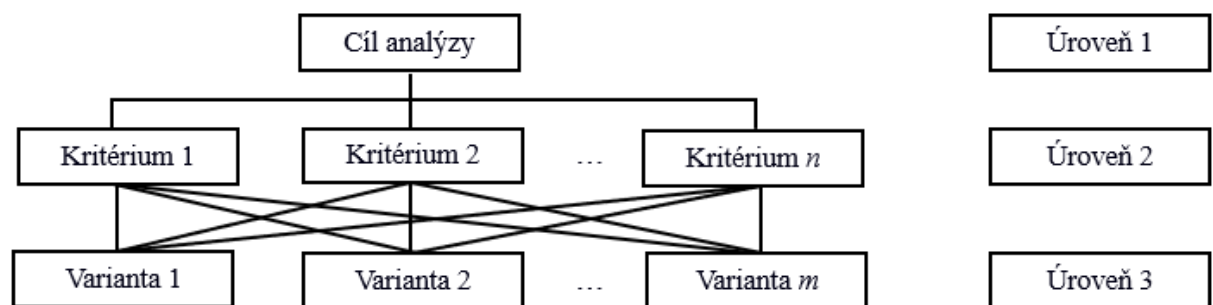 Cíl analýzy
Úroveň 1
Kritérium 1
Kritérium 2
…
Kritérium n
Úroveň 2
Varianta 1
Varianta 2
…
Varianta m
Úroveň 3